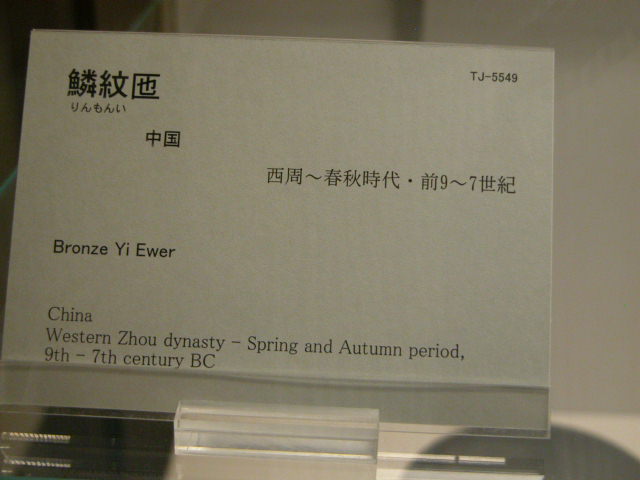 鱗紋匜
りんもんい
TJ-5549
中国
西周～春秋時代・前9～7世紀
Bronze Yi Ewer
China
Western Zhou dynasty - Spring and Autumn period,
9th - 7th century BC